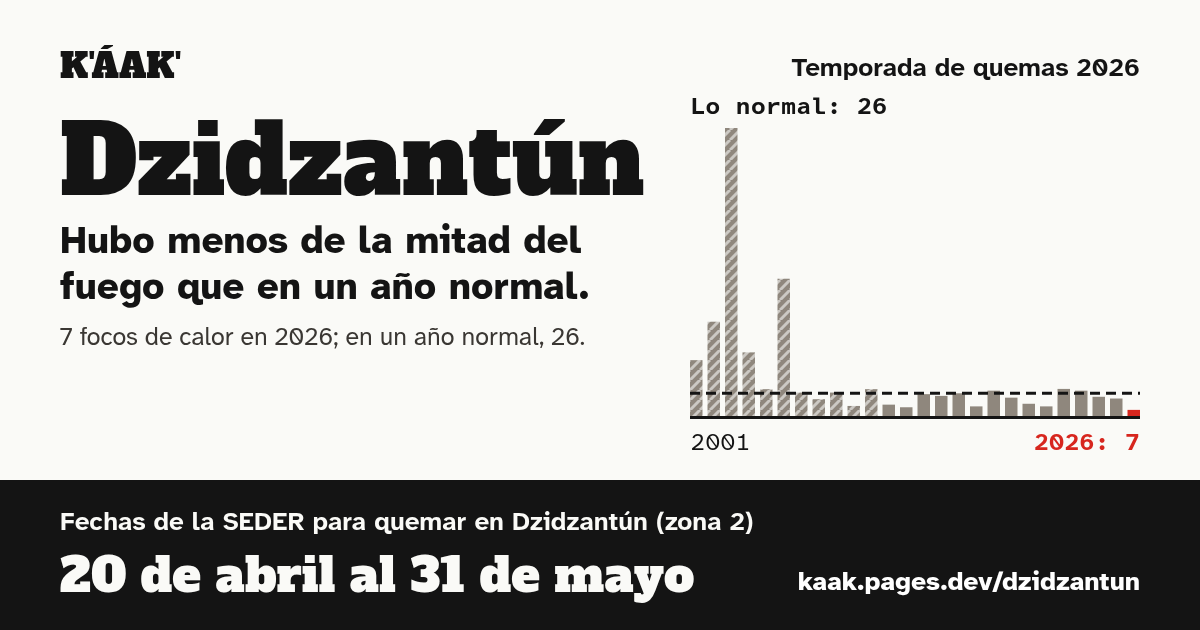 K'ÁAK'
Temporada de quemas 2026
Dzidzantún
Hubo menos de la mitad del
fuego que en un año normal.
7 focos de calor en 2026; en un año normal, 26.
Lo normal: 26
2001
2026: 7
Fechas de la SEDER para quemar en Dzidzantún (zona 2)
20 de abril al 31 de mayo
kaak.pages.dev/dzidzantun